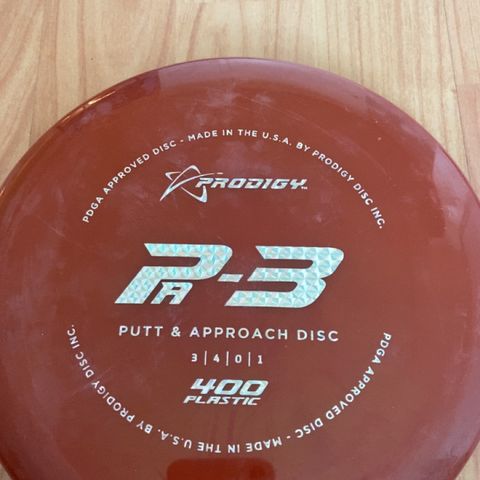 PDGA APPROVED DISC - MADE IN THE U.S.A. BY PRODIGY DISC INC.
PRODIGY™
PA-3
PUTT & APPROACH DISC
3 | 4 | 0 | 1
400
PLASTIC
PDGA APPROVED DISC - MADE IN THE U.S.A. BY PRODIGY DISC INC.